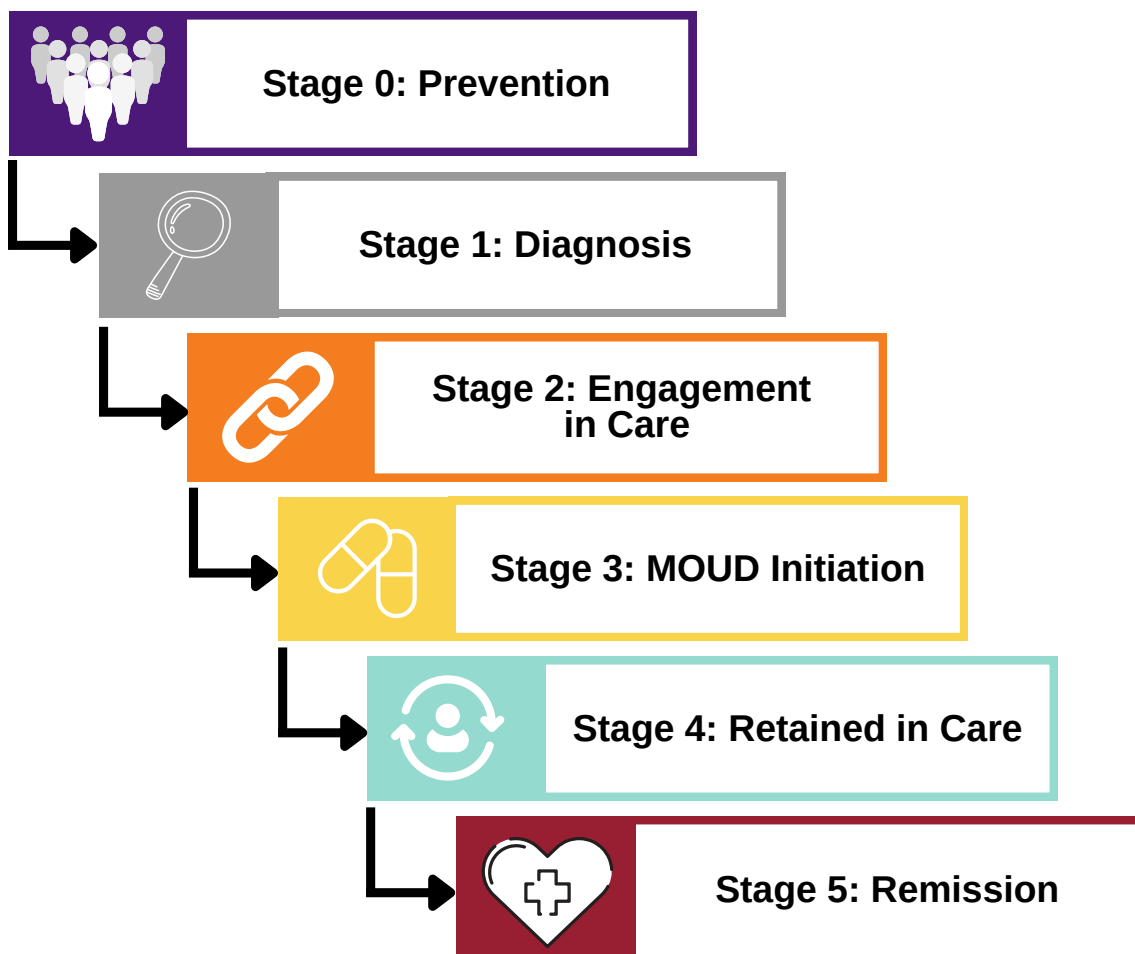 Stage 0: Prevention
Stage 1: Diagnosis
Stage 2: Engagement
in Care
Stage 3: MOUD Initiation
Stage 4: Retained in Care
Stage 5: Remission